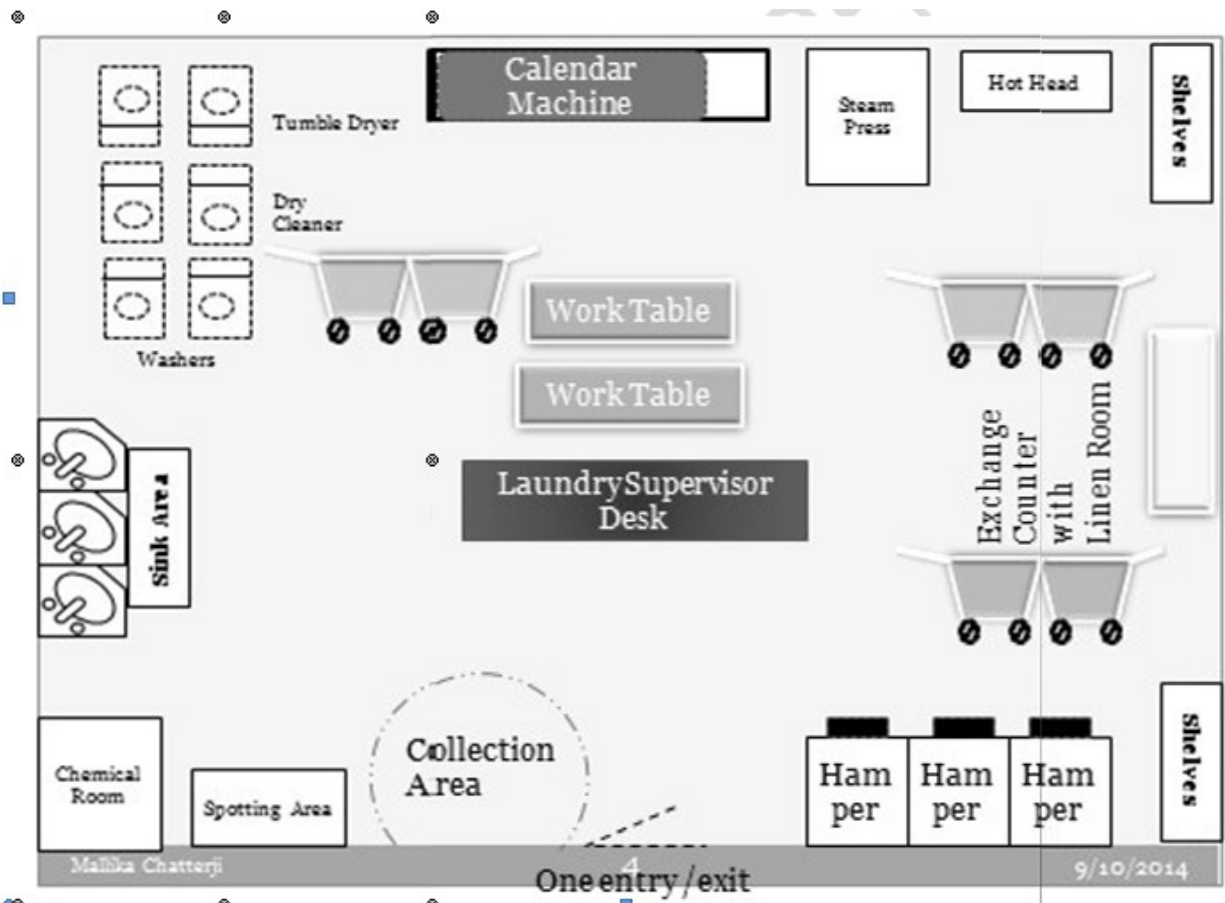 Calendar
Machine
Steam
Press
Hot Head
Shelves
Tumble Dryer
Dry
Cleaner
Washers
Work Table
Work Table
Laundry Supervisor
Desk
Exchange
Counter
with
Linen Room
Sink Area
Chemical
Room
Spotting Area
Collection
Area
Ham
per
Ham
per
Ham
per
Shelves
Mallika Chatterji
4
9/10/2014
One entry/exit